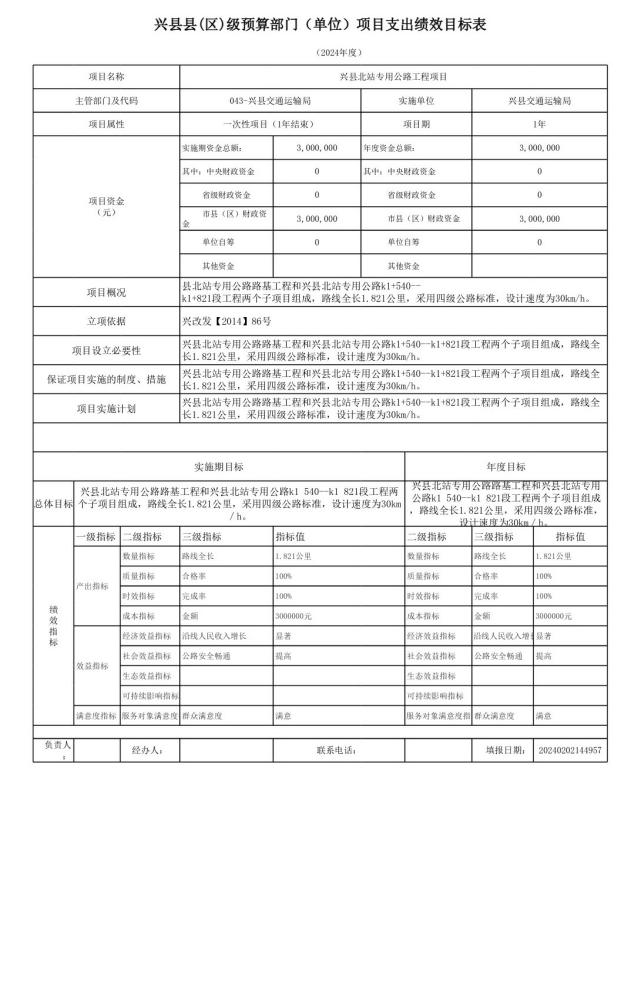 兴县县(区)级预算部门（单位）项目支出绩效目标表
（2024年度）
项目名称 兴县北站专用公路工程项目
主管部门及代码 043-兴县交通运输局 实施单位 兴县交通运输局
项目属性 一次性项目（1年结束） 项目期 1年
项目资金
（元）
实施期资金总额： 3,000,000 年度资金总额： 3,000,000
其中：中央财政资金 0 其中：中央财政资金 0
省级财政资金 0 省级财政资金 0
市县（区）财政资
金 3,000,000 市县（区）财政资金 3,000,000
单位自筹 0 单位自筹 0
其他资金 其他资金
项目概况 县北站专用公路路基工程和兴县北站专用公路k1+540--
k1+821段工程两个子项目组成，路线全长1.821公里，采用四级公路标准，设计速度为30km/h。
立项依据 兴改发【2014】86号
项目设立必要性 兴县北站专用公路路基工程和兴县北站专用公路k1+540--k1+821段工程两个子项目组成，路线全
长1.821公里，采用四级公路标准，设计速度为30km/h。
保证项目实施的制度、措施 兴县北站专用公路路基工程和兴县北站专用公路k1+540--k1+821段工程两个子项目组成，路线全
长1.821公里，采用四级公路标准，设计速度为30km/h。
项目实施计划 兴县北站专用公路路基工程和兴县北站专用公路k1+540--k1+821段工程两个子项目组成，路线全
长1.821公里，采用四级公路标准，设计速度为30km/h。
实施期目标 年度目标
总体目标
兴县北站专用公路路基工程和兴县北站专用公路k1 540--k1 821段工程两
个子项目组成，路线全长1.821公里，采用四级公路标准，设计速度为30km
/h。
兴县北站专用公路路基工程和兴县北站专用
公路k1 540--k1 821段工程两个子项目组成
，路线全长1.821公里，采用四级公路标准，
设计速度为30km/h。
绩效指标
一级指标 二级指标 三级指标 指标值 二级指标 三级指标 指标值
产出指标
数量指标 路线全长 1.821公里 数量指标 路线全长 1.821公里
质量指标 合格率 100% 质量指标 合格率 100%
时效指标 完成率 100% 时效指标 完成率 100%
成本指标 金额 3000000元 成本指标 金额 3000000元
效益指标
经济效益指标 沿线人民收入增长 显著 经济效益指标 沿线人民收入增 显著
社会效益指标 公路安全畅通 提高 社会效益指标 公路安全畅通 提高
生态效益指标 生态效益指标
可持续影响指标 可持续影响指标
满意度指标 服务对象满意度 群众满意度 满意 服务对象满意度指 群众满意度 满意
负责人
： 经办人： 联系电话： 填报日期： 20240202144957